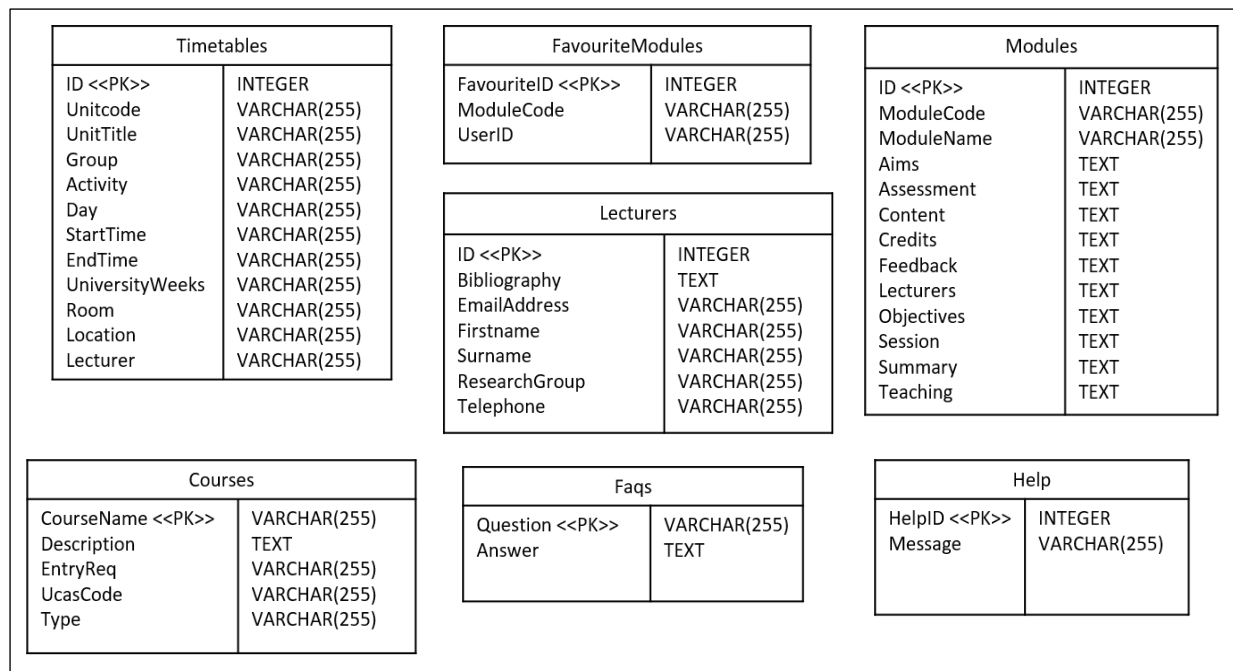 Timetables
ID <<PK>> INTEGER
Unitcode VARCHAR(255)
UnitTitle VARCHAR(255)
Group VARCHAR(255)
Activity VARCHAR(255)
Day VARCHAR(255)
StartTime VARCHAR(255)
EndTime VARCHAR(255)
UniversityWeeks VARCHAR(255)
Room VARCHAR(255)
Location VARCHAR(255)
Lecturer VARCHAR(255)
FavouriteModules
FavouriteID <<PK>> INTEGER
ModuleCode VARCHAR(255)
UserID VARCHAR(255)
Lecturers
ID <<PK>> INTEGER
Bibliography TEXT
EmailAddress VARCHAR(255)
Firstname VARCHAR(255)
Surname VARCHAR(255)
ResearchGroup VARCHAR(255)
Telephone VARCHAR(255)
Modules
ID <<PK>> INTEGER
ModuleCode VARCHAR(255)
ModuleName VARCHAR(255)
Aims TEXT
Assessment TEXT
Content TEXT
Credits TEXT
Feedback TEXT
Lecturers TEXT
Objectives TEXT
Session TEXT
Summary TEXT
Teaching TEXT
Courses
CourseName <<PK>> VARCHAR(255)
Description TEXT
EntryReq VARCHAR(255)
UcasCode VARCHAR(255)
Type VARCHAR(255)
Faqs
Question <<PK>> VARCHAR(255)
Answer TEXT
Help
HelpID <<PK>> INTEGER
Message VARCHAR(255)